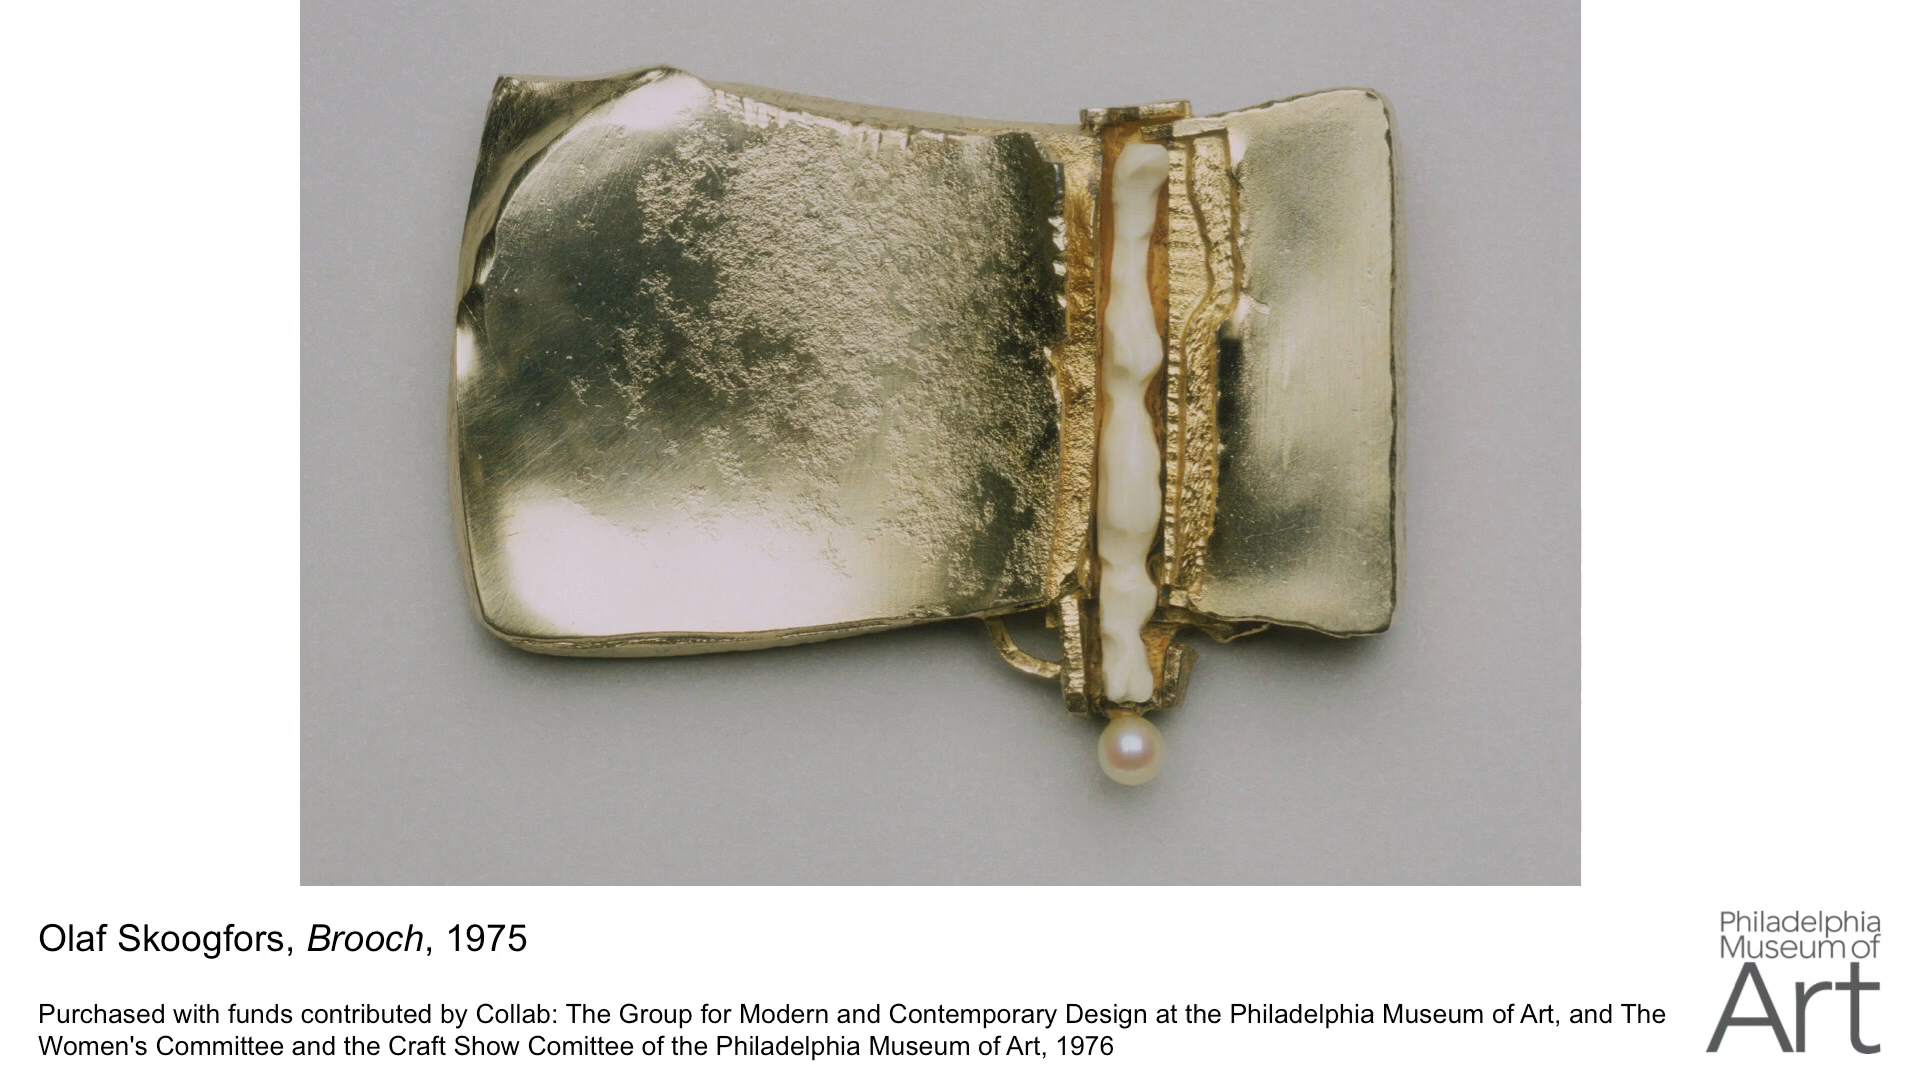 Olaf Skoogfors, Brooch, 1975
Purchased with funds contributed by Collab: The Group for Modern and Contemporary Design at the Philadelphia Museum of Art, and The
Women's Committee and the Craft Show Comittee of the Philadelphia Museum of Art, 1976
Philadelphia
Museum of
Art